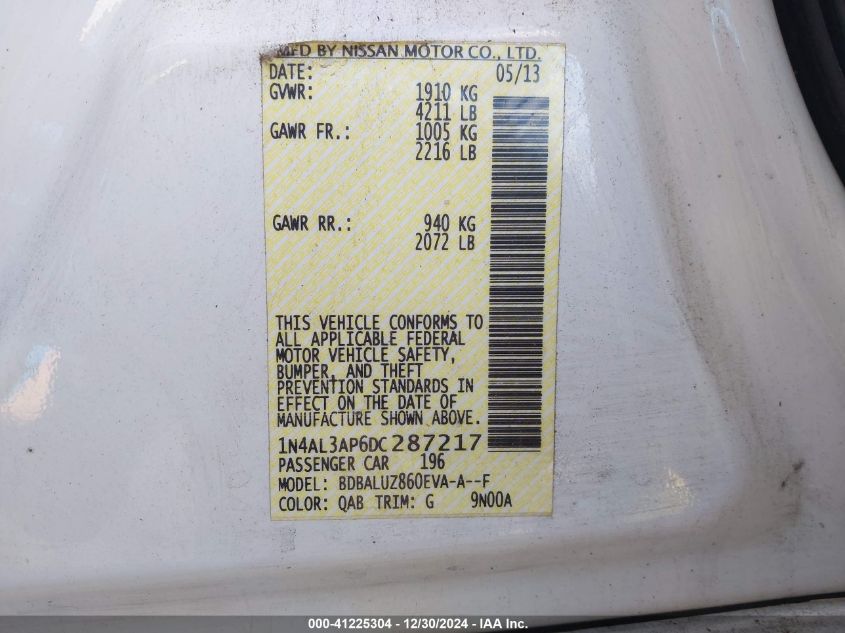 MFD BY NISSAN MOTOR CO., LTD.
DATE: 05/13
GVWR: 1910 KG
4211 LB
GAWR FR.: 1005 KG
2216 LB
GAWR RR.: 940 KG
2072 LB
THIS VEHICLE CONFORMS TO
ALL APPLICABLE FEDERAL
MOTOR VEHICLE SAFETY,
BUMPER, AND THEFT
PREVENTION STANDARDS IN
EFFECT ON THE DATE OF
MANUFACTURE SHOWN ABOVE.
1N4AL3AP6DC287217
PASSENGER CAR 196
MODEL: BDBALUZ860EVA-A--F
COLOR: QAB TRIM: G 9N00A
000-41225304 - 12/30/2024 - IAA Inc.